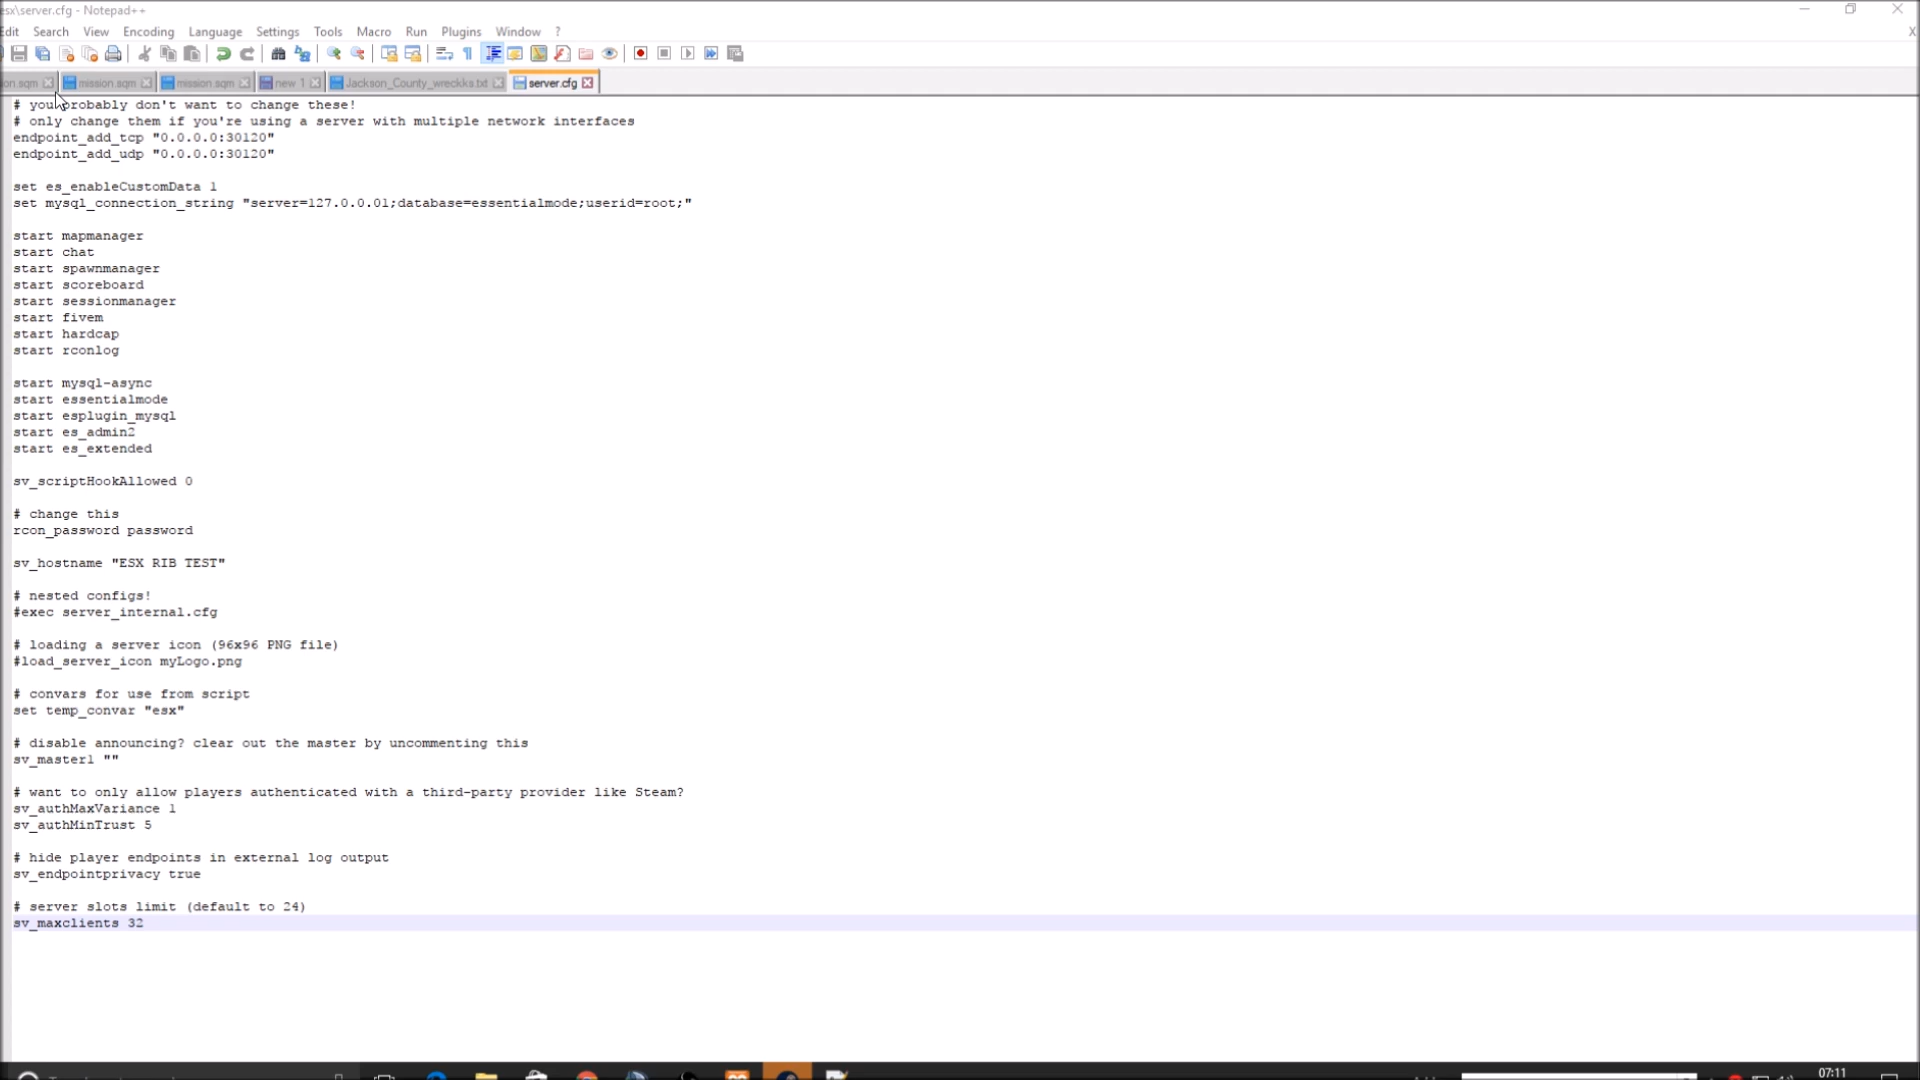 esx\server.cfg - Notepad++
Edit Search View Encoding Language Settings Tools Macro Run Plugins Window ? X
on.sqm mission.sqm mission.sqm new 1 Jackson_County_wreckks.txt server.cfg
# you probably don't want to change these!
# only change them if you're using a server with multiple network interfaces
endpoint_add_tcp "0.0.0.0:30120"
endpoint_add_udp "0.0.0.0:30120"
set es_enableCustomData 1
set mysql_connection_string "server=127.0.0.01;database=essentialmode;userid=root;"
start mapmanager
start chat
start spawnmanager
start scoreboard
start sessionmanager
start fivem
start hardcap
start rconlog
start mysql-async
start essentialmode
start esplugin_mysql
start es_admin2
start es_extended
sv_scriptHookAllowed 0
# change this
rcon_password password
sv_hostname "ESX RIB TEST"
# nested configs!
#exec server_internal.cfg
# loading a server icon (96x96 PNG file)
#load_server_icon myLogo.png
# convars for use from script
set temp_convar "esx"
# disable announcing? clear out the master by uncommenting this
sv_master1 ""
# want to only allow players authenticated with a third-party provider like Steam?
sv_authMaxVariance 1
sv_authMinTrust 5
# hide player endpoints in external log output
sv_endpointprivacy true
# server slots limit (default to 24)
sv_maxclients 32
07:11